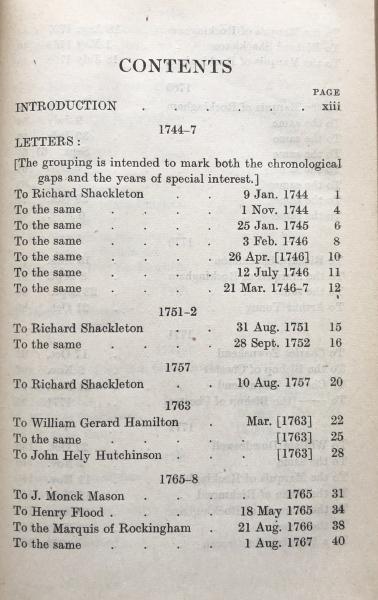 CONTENTS
PAGE
INTRODUCTION . . . . . . xiii
1744–7
LETTERS :
[The grouping is intended to mark both the chronological
gaps and the years of special interest.]
To Richard Shackleton . . 9 Jan. 1744 1
To the same . . . . 1 Nov. 1744 4
To the same . . . . 25 Jan. 1745 6
To the same . . . . 3 Feb. 1746 8
To the same . . . . 26 Apr. [1746] 10
To the same . . . . 12 July 1746 11
To the same . . . . 21 Mar. 1746-7 12
1751–2
To Richard Shackleton . . 31 Aug. 1751 15
To the same . . . . 28 Sept. 1752 16
1757
To Richard Shackleton . . 10 Aug. 1757 20
1763
To William Gerard Hamilton . Mar. [1763] 22
To the same . . . . [1763] 25
To John Hely Hutchinson . . . [1763] 28
1765–8
To J. Monck Mason . . . 1765 31
To Henry Flood . . . 18 May 1765 34
To the Marquis of Rockingham . 21 Aug. 1766 38
To the same . . . . 1 Aug. 1767 40